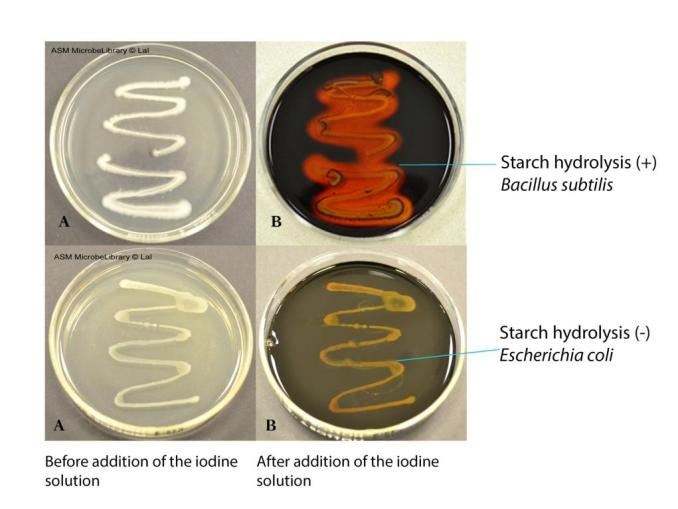 ASM MicrobeLibrary © Lal
A
B
Starch hydrolysis (+)
Bacillus subtilis
ASM MicrobeLibrary © Lal
A
B
Starch hydrolysis (-)
Escherichia coli
Before addition of the iodine
solution
After addition of the iodine
solution